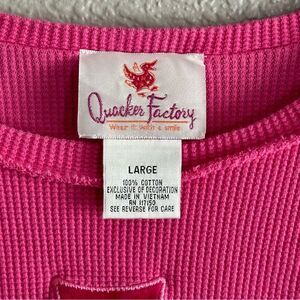 Quacker Factory
Wear it with a smile
LARGE
100% COTTON
EXCLUSIVE OF DECORATION
MADE IN VIETNAM
RN 117150
SEE REVERSE FOR CARE